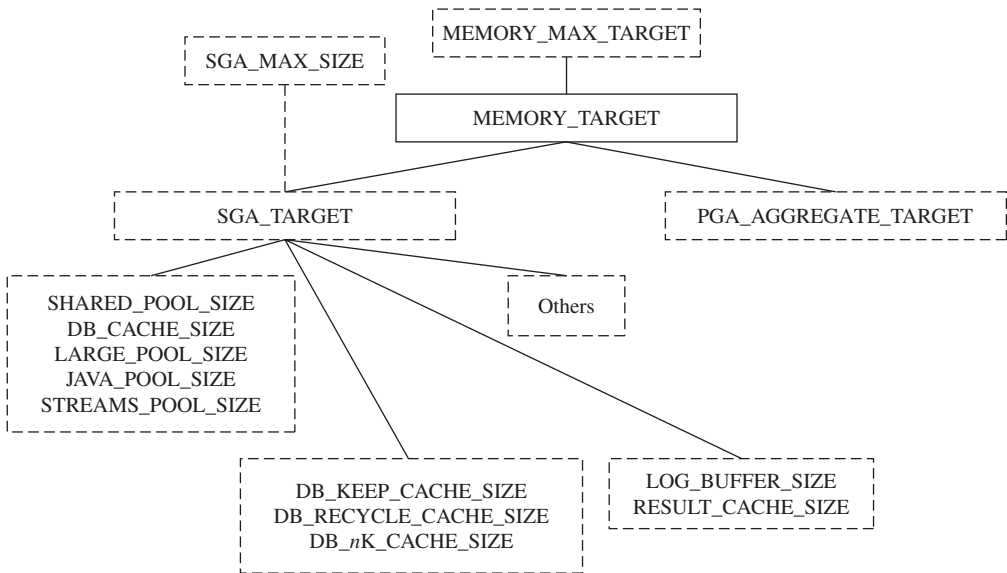 MEMORY_MAX_TARGET
SGA_MAX_SIZE
MEMORY_TARGET
SGA_TARGET
PGA_AGGREGATE_TARGET
SHARED_POOL_SIZE
DB_CACHE_SIZE
LARGE_POOL_SIZE
JAVA_POOL_SIZE
STREAMS_POOL_SIZE
Others
DB_KEEP_CACHE_SIZE
DB_RECYCLE_CACHE_SIZE
DB_nK_CACHE_SIZE
LOG_BUFFER_SIZE
RESULT_CACHE_SIZE